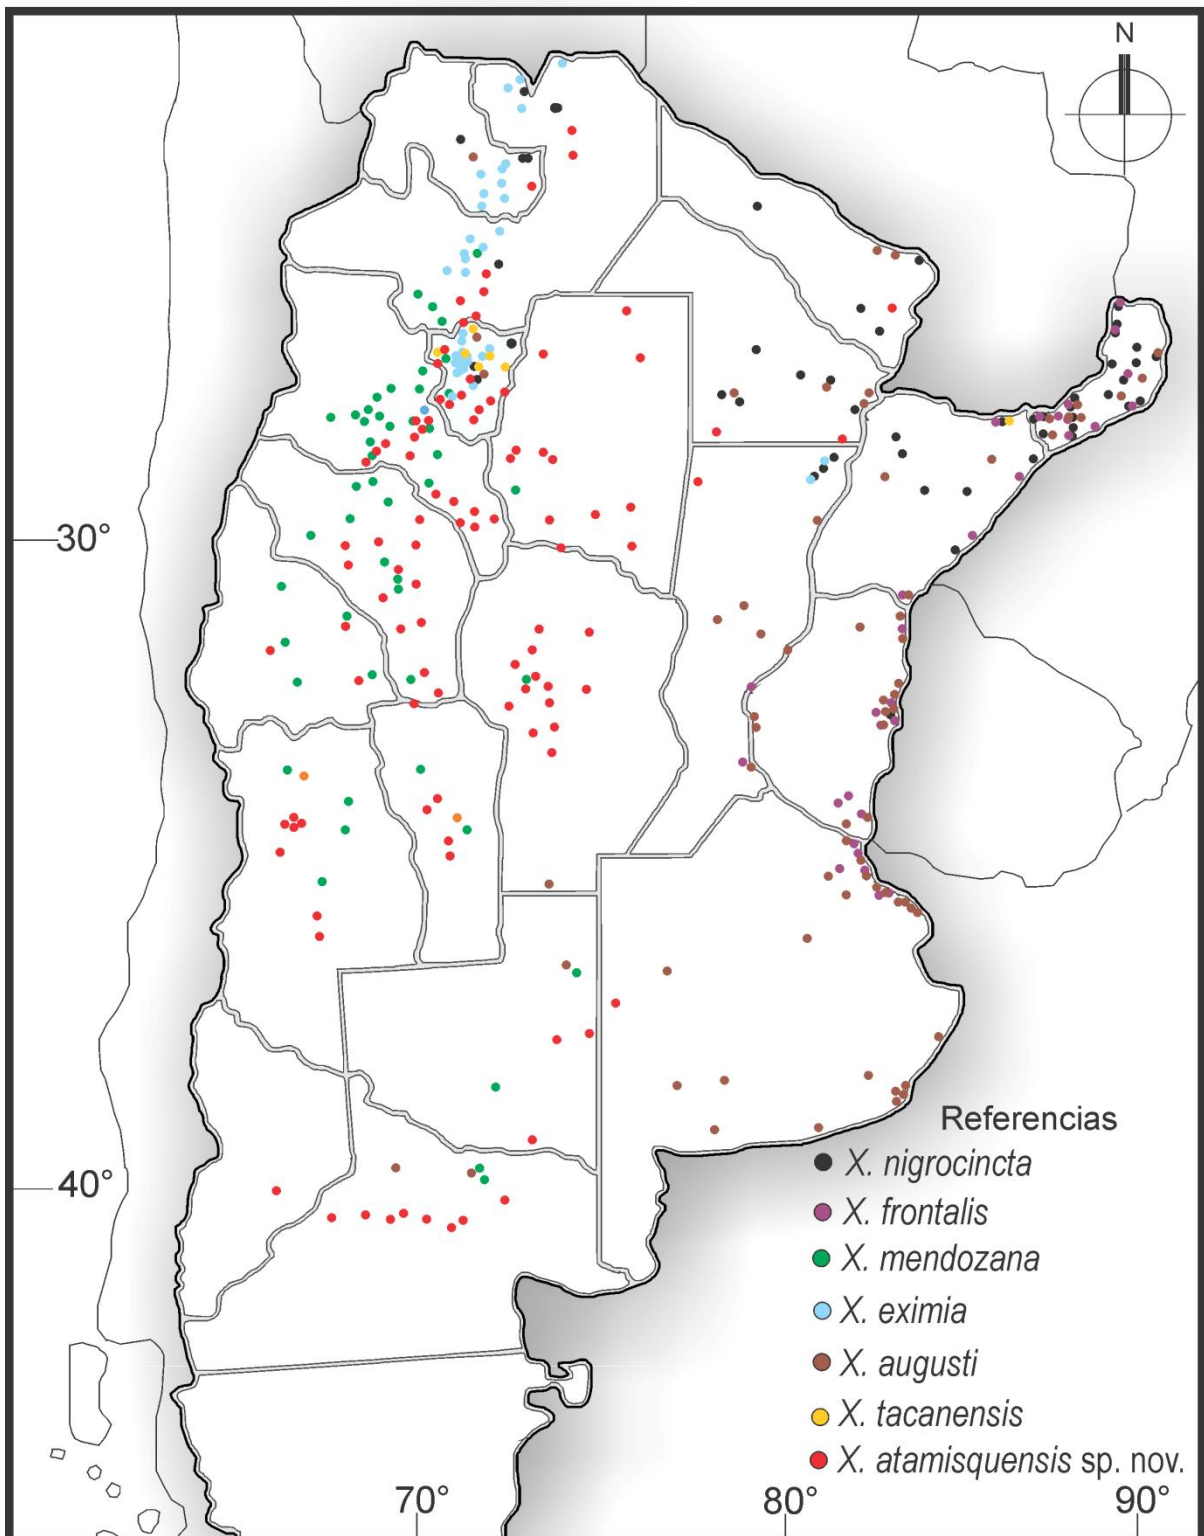 N
30°
40°
Referencias
X. nigrocincta
X. frontalis
X. mendozana
X. eximia
X. augusti
X. tacanensis
X. atamisquensis sp. nov.
70°
80°
90°